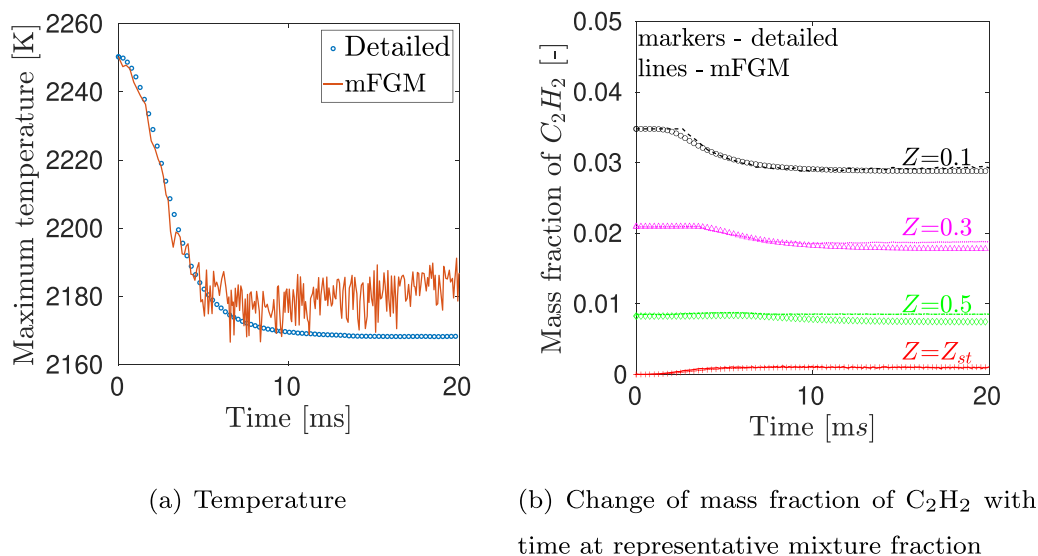 2260
2240
2220
2200
2180
2160
0
10
20
Maximum temperature [K]
Time [ms]
Detailed
mFGM
(a) Temperature
0.05
0.04
0.03
0.02
0.01
0
0
10
20
Mass fraction of C₂H₂ [-]
Time [ms]
markers - detailed
lines - mFGM
Z=0.1
Z=0.3
Z=0.5
Z=Zₛₜ
(b) Change of mass fraction of C₂H₂ with
time at representative mixture fraction